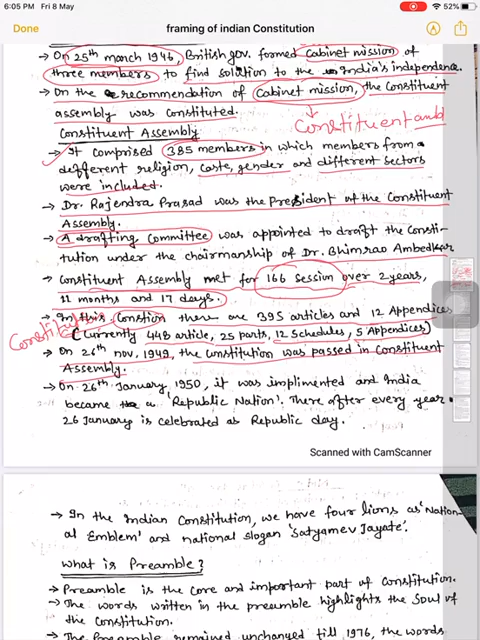 6:05 PM Fri 8 May
52%
Done
framing of indian Constitution
→ On 25th march 1946, British gov. formed cabinet mission of
three members to find solution to the India's independence.
→ On the recommendation of Cabinet mission, the Constituent
assembly was constituted.
Constituent Assembly
Constituent
→ It comprised 385 members in which members from
different religion, caste, gender and different sectors
were included.
→ Dr. Rajendra Prasad was the President of the Constituent
Assembly.
→ A drafting Committee was appointed to draft the Consti-
tution under the chairmanship of Dr. Bhimrao Ambedkar
→ Constituent Assembly met for 166 session over 2 years,
11 months and 17 days.
→ In this Constion there are 395 articles and 12 Appendices
(Currently 448 article, 25 parts, 12 Schedules, 5 Appendices)
→ On 26th nov, 1949, the Constitution was passed in Constituent
Assembly.
→ On 26th January 1950, it was implimented and India
became a 'Republic Nation'. There after every year
26 January is celebrated as Republic day.
Scanned with CamScanner
→ In the Indian Constitution, we have four lions as 'Nation-
al Emblem' and national slogan 'Satyamev Jayate'.
What is Preamble?
→ Preamble is the core and important part of Constitution.
→ The words written in the preamble highlights the Soul of
the Constitution.
→ The Preamble remained unchanged till 1976, the words